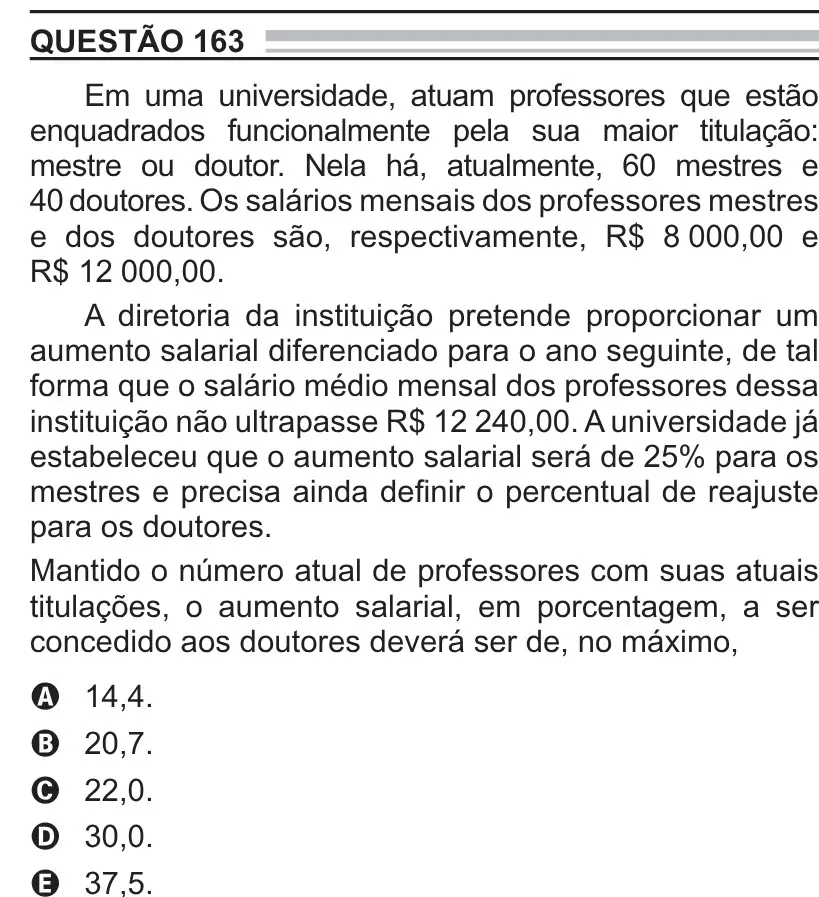 QUESTÃO 163
Em uma universidade, atuam professores que estão
enquadrados funcionalmente pela sua maior titulação:
mestre ou doutor. Nela há, atualmente, 60 mestres e
40 doutores. Os salários mensais dos professores mestres
e dos doutores são, respectivamente, R$ 8 000,00 e
R$ 12 000,00.
A diretoria da instituição pretende proporcionar um
aumento salarial diferenciado para o ano seguinte, de tal
forma que o salário médio mensal dos professores dessa
instituição não ultrapasse R$ 12 240,00. A universidade já
estabeleceu que o aumento salarial será de 25% para os
mestres e precisa ainda definir o percentual de reajuste
para os doutores.
Mantido o número atual de professores com suas atuais
titulações, o aumento salarial, em porcentagem, a ser
concedido aos doutores deverá ser de, no máximo,
A 14,4.
B 20,7.
C 22,0.
D 30,0.
E 37,5.